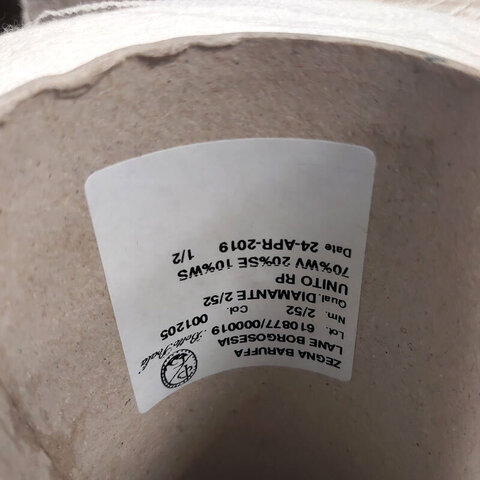 ZEGNA BARUFFA
LANE BORGOSESIA
Lot. 610877/000019
Nm. 2/52 Col. 001205
Qual. DIAMANTE 2/52
UNITO RP
70%WV 20%SE 10%WS
Date 24-APR-2019 1/2